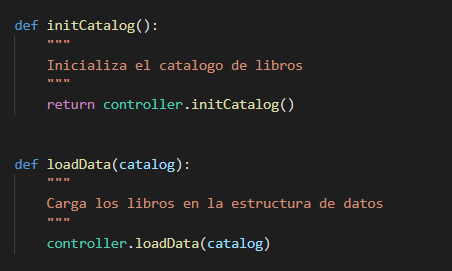 def initCatalog():
    """
    Inicializa el catalogo de libros
    """
    return controller.initCatalog()
def loadData(catalog):
    """
    Carga los libros en la estructura de datos
    """
    controller.loadData(catalog)